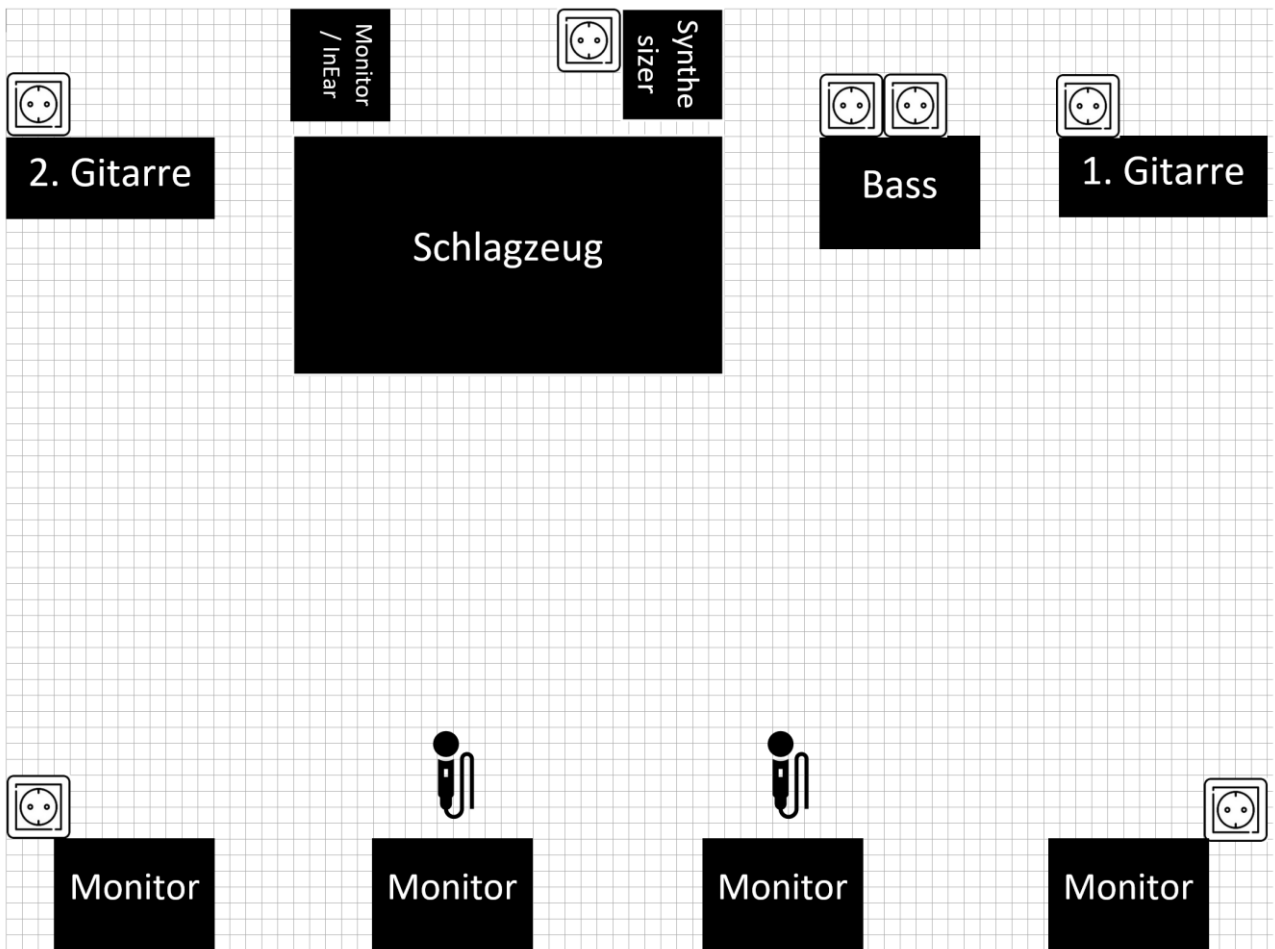 Monitor
/ InEar
Synthe
sizer
2. Gitarre
Schlagzeug
Bass
1. Gitarre
Monitor
Monitor
Monitor
Monitor